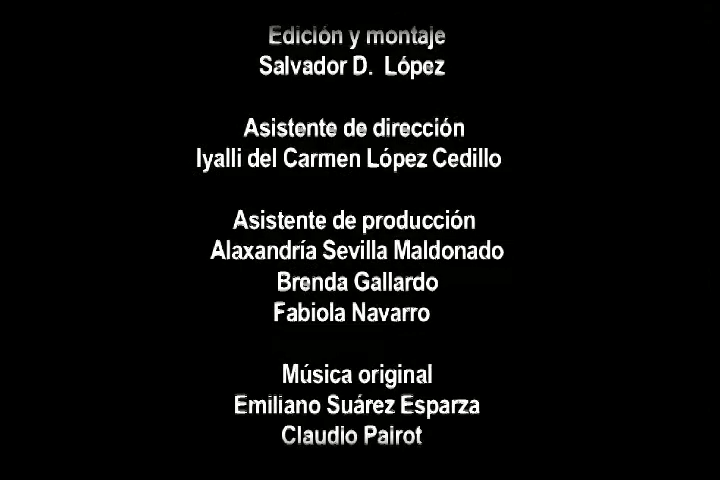 Edición y montaje
Salvador D. López
Asistente de dirección
Iyalli del Carmen López Cedillo
Asistente de producción
Alaxandría Sevilla Maldonado
Brenda Gallardo
Fabiola Navarro
Música original
Emiliano Suárez Esparza
Claudio Pairot